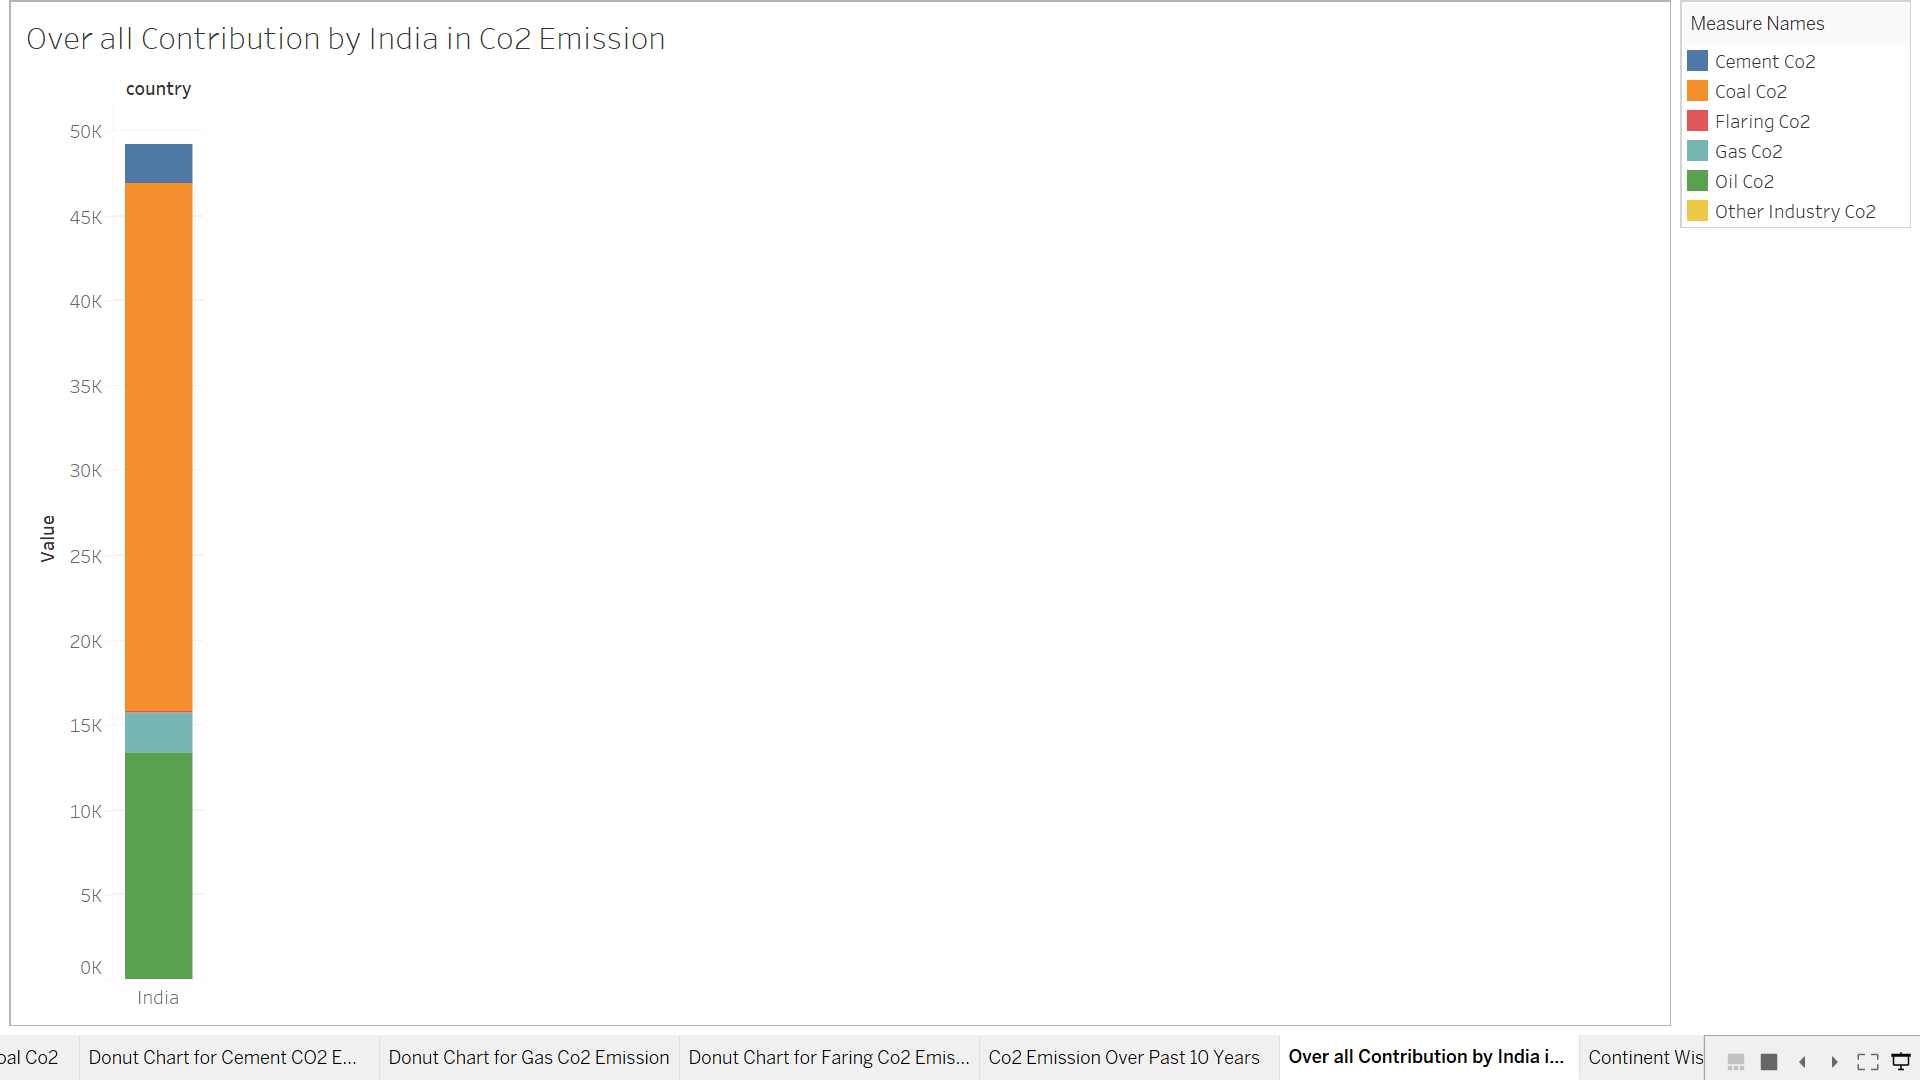 Over all Contribution by India in Co2 Emission
country
50K
45K
40K
35K
30K
25K
20K
15K
10K
5K
0K
Value
India
Measure Names
Cement Co2
Coal Co2
Flaring Co2
Gas Co2
Oil Co2
Other Industry Co2
oal Co2
Donut Chart for Cement CO2 E...
Donut Chart for Gas Co2 Emission
Donut Chart for Faring Co2 Emis...
Co2 Emission Over Past 10 Years
Over all Contribution by India i...
Continent Wis